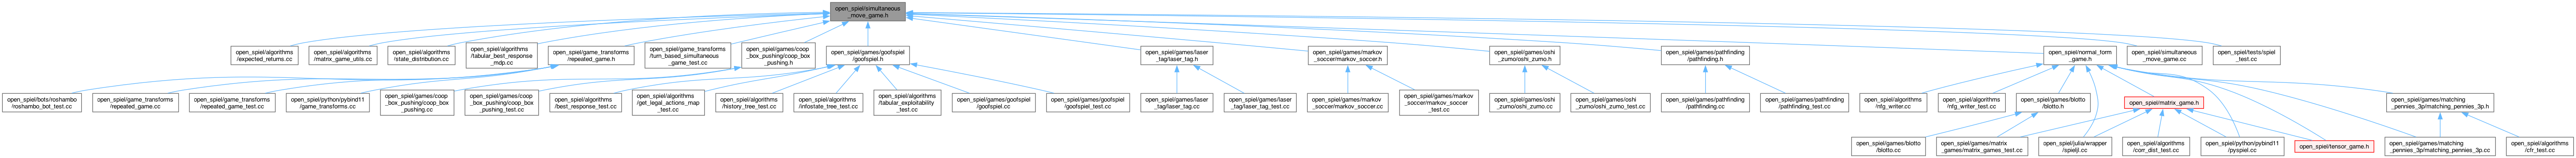 open_spiel/simultaneous
_move_game.h
open_spiel/algorithms
/expected_returns.cc
open_spiel/algorithms
/matrix_game_utils.cc
open_spiel/algorithms
/state_distribution.cc
open_spiel/algorithms
/tabular_best_response
_mdp.cc
open_spiel/game_transforms
/repeated_game.h
open_spiel/game_transforms
/turn_based_simultaneous
_game_test.cc
open_spiel/games/coop
_box_pushing/coop_box
_pushing.h
open_spiel/games/goofspiel
/goofspiel.h
open_spiel/games/laser
_tag/laser_tag.h
open_spiel/games/markov
_soccer/markov_soccer.h
open_spiel/games/oshi
_zumo/oshi_zumo.h
open_spiel/games/pathfinding
/pathfinding.h
open_spiel/normal_form
_game.h
open_spiel/simultaneous
_move_game.cc
open_spiel/tests/spiel
_test.cc
open_spiel/bots/roshambo
/roshambo_bot_test.cc
open_spiel/game_transforms
/repeated_game.cc
open_spiel/game_transforms
/repeated_game_test.cc
open_spiel/python/pybind11
/game_transforms.cc
open_spiel/games/coop
_box_pushing/coop_box
_pushing.cc
open_spiel/games/coop
_box_pushing/coop_box
_pushing_test.cc
open_spiel/algorithms
/best_response_test.cc
open_spiel/algorithms
/get_legal_actions_map
_test.cc
open_spiel/algorithms
/history_tree_test.cc
open_spiel/algorithms
/infostate_tree_test.cc
open_spiel/algorithms
/tabular_exploitability
_test.cc
open_spiel/games/goofspiel
/goofspiel.cc
open_spiel/games/goofspiel
/goofspiel_test.cc
open_spiel/games/laser
_tag/laser_tag.cc
open_spiel/games/laser
_tag/laser_tag_test.cc
open_spiel/games/markov
_soccer/markov_soccer.cc
open_spiel/games/markov
_soccer/markov_soccer
_test.cc
open_spiel/games/oshi
_zumo/oshi_zumo.cc
open_spiel/games/oshi
_zumo/oshi_zumo_test.cc
open_spiel/games/pathfinding
/pathfinding.cc
open_spiel/games/pathfinding
/pathfinding_test.cc
open_spiel/algorithms
/nfg_writer.cc
open_spiel/algorithms
/nfg_writer_test.cc
open_spiel/games/blotto
/blotto.h
open_spiel/matrix_game.h
open_spiel/games/matching
_pennies_3p/matching_pennies_3p.h
open_spiel/games/blotto
/blotto.cc
open_spiel/games/matrix
_games/matrix_games_test.cc
open_spiel/julia/wrapper
/spieljl.cc
open_spiel/algorithms
/corr_dist_test.cc
open_spiel/python/pybind11
/pyspiel.cc
open_spiel/tensor_game.h
open_spiel/games/matching
_pennies_3p/matching_pennies_3p.cc
open_spiel/algorithms
/cfr_test.cc